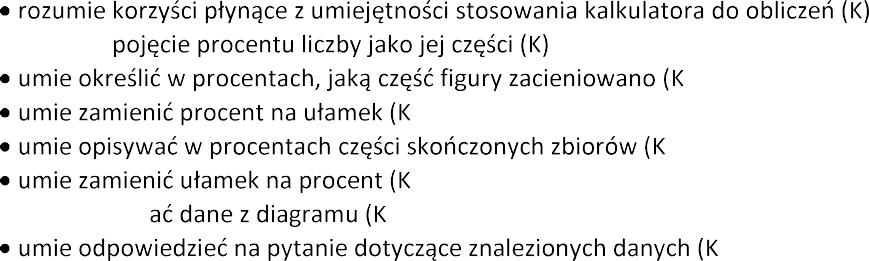 • rozumie korzyści płynące z umiejętności stosowania kalkulatora do obliczeń (K)
pojęcie procentu liczby jako jej części (K)
• umie określić w procentach, jaką część figury zacieniowano (K
• umie zamienić procent na ułamek (K
• umie opisywać w procentach części skończonych zbiorów (K
• umie zamienić ułamek na procent (K
ać dane z diagramu (K
• umie odpowiedzieć na pytanie dotyczące znalezionych danych (K